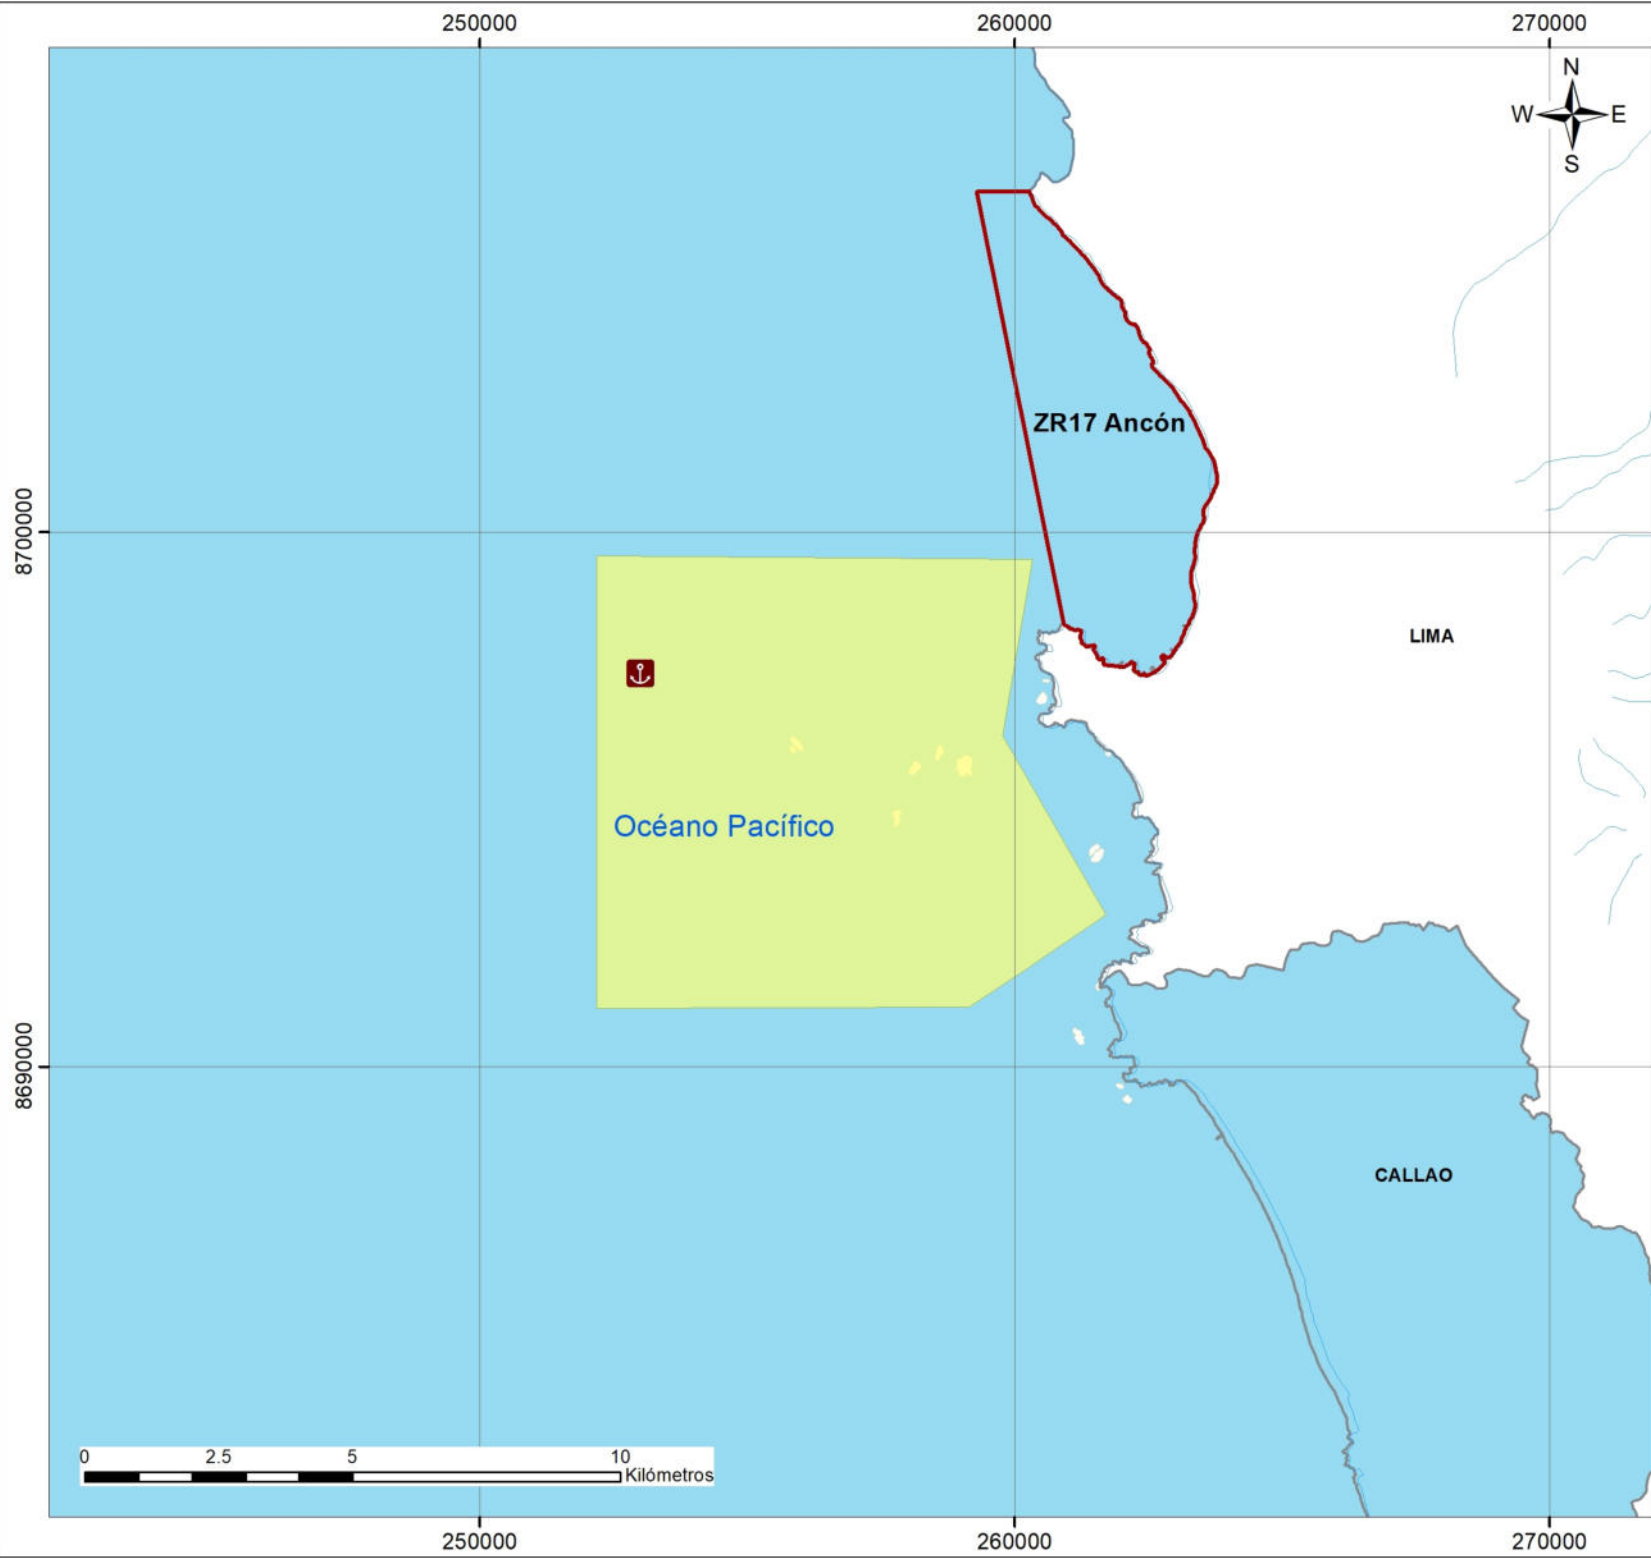 250000 260000 270000
N
W E
S
ZR17 Ancón
8700000
LIMA
Océano Pacífico
8690000
CALLAO
0 2.5 5 10
Kilómetros
250000 260000 270000